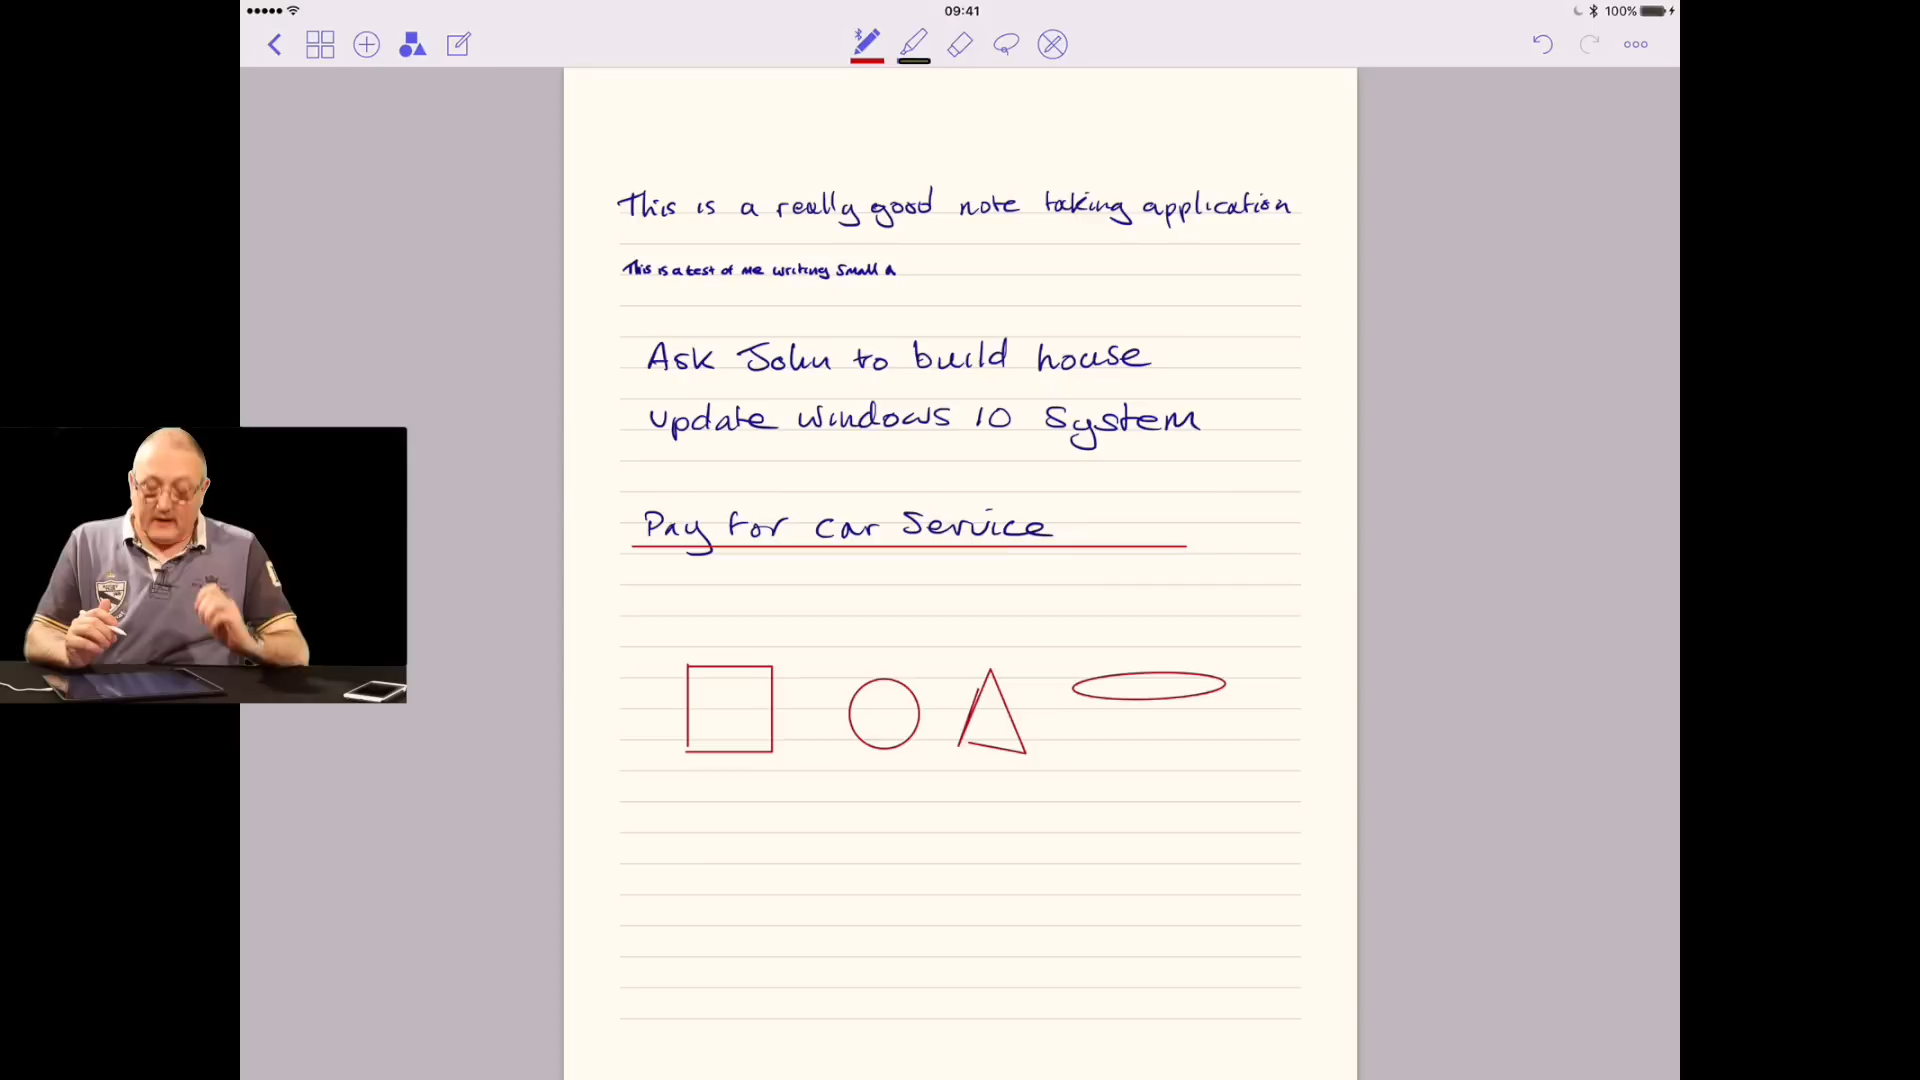 09:41
100%
This is a really good note taking application
This is a test of me writing small A
Ask John to build house
update windows 10 System
Pay for car Service